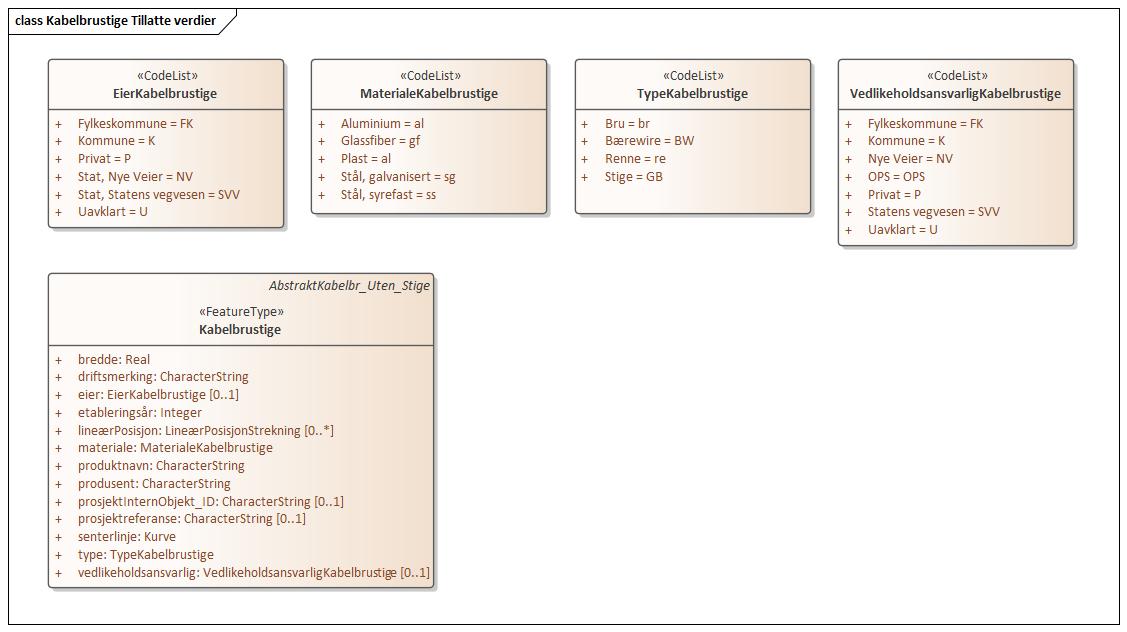 class Kabelbrustige Tillatte verdier
«CodeList»
EierKabelbrustige
+ Fylkeskommune = FK
+ Kommune = K
+ Privat = P
+ Stat, Nye Veier = NV
+ Stat, Statens vegvesen = SVV
+ Uavklart = U
«CodeList»
MaterialeKabelbrustige
+ Aluminium = al
+ Glassfiber = gf
+ Plast = al
+ Stål, galvanisert = sg
+ Stål, syrefast = ss
«CodeList»
TypeKabelbrustige
+ Bru = br
+ Bærewire = BW
+ Renne = re
+ Stige = GB
«CodeList»
VedlikeholdsansvarligKabelbrustige
+ Fylkeskommune = FK
+ Kommune = K
+ Nye Veier = NV
+ OPS = OPS
+ Privat = P
+ Statens vegvesen = SVV
+ Uavklart = U
AbstraktKabelbr_Uten_Stige
«FeatureType»
Kabelbrustige
+ bredde: Real
+ driftsmerking: CharacterString
+ eier: EierKabelbrustige [0..1]
+ etableringsår: Integer
+ lineærPosisjon: LineærPosisjonStrekning [0..*]
+ materiale: MaterialeKabelbrustige
+ produktnavn: CharacterString
+ produsent: CharacterString
+ prosjektInternObjekt_ID: CharacterString [0..1]
+ prosjektreferanse: CharacterString [0..1]
+ senterlinje: Kurve
+ type: TypeKabelbrustige
+ vedlikeholdsansvarlig: VedlikeholdsansvarligKabelbrustige [0..1]